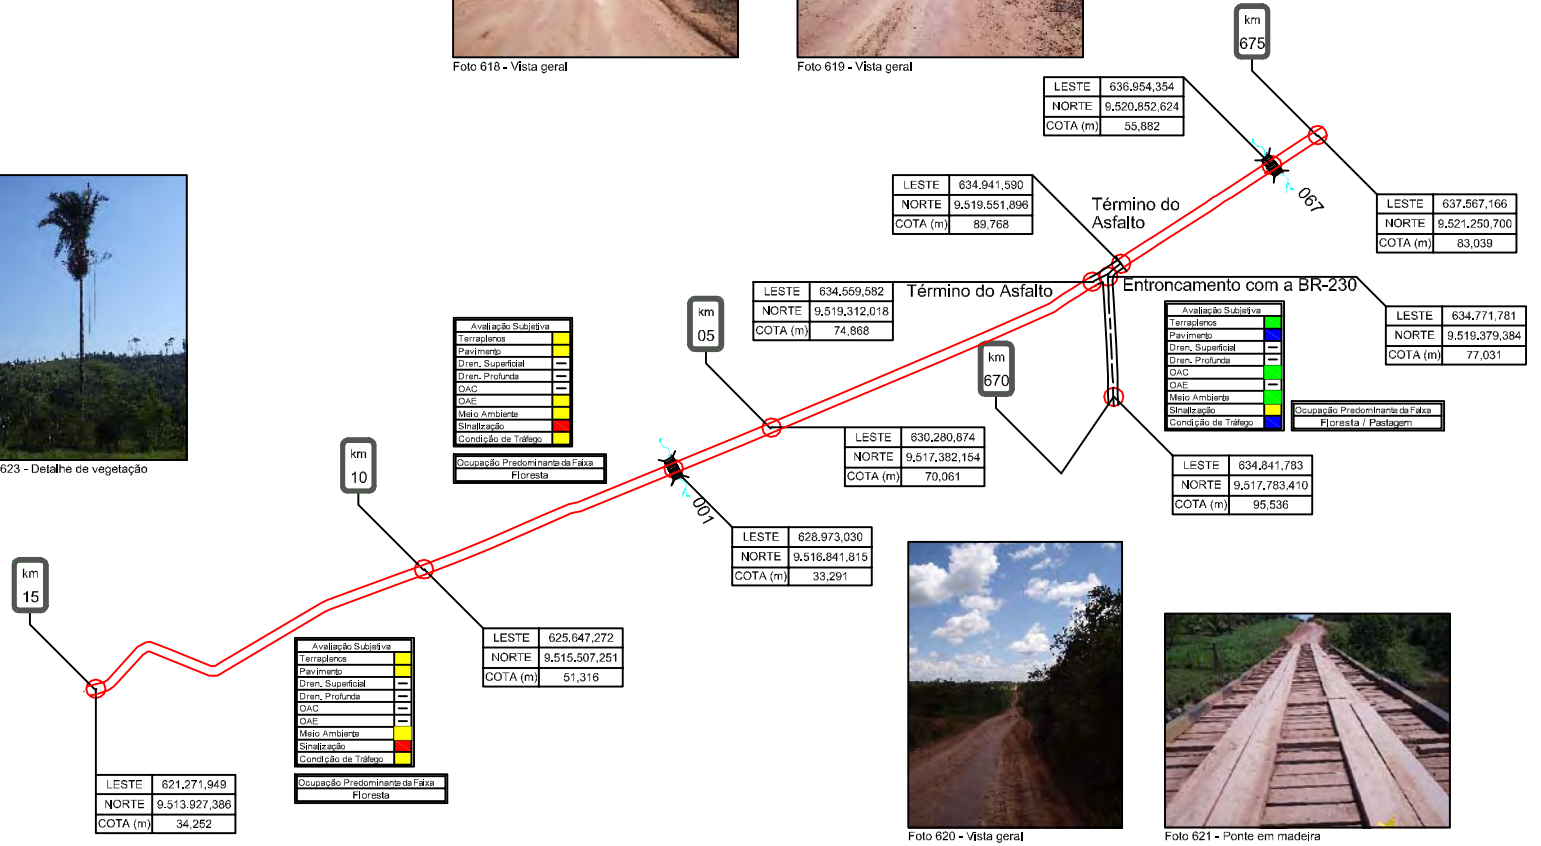 Foto 618 - Vista geral
Foto 619 - Vista geral
km
675
LESTE 636.954,354
NORTE 9.520.852,624
COTA (m) 55,882
067
LESTE 637.567,166
NORTE 9.521.250,700
COTA (m) 83,039
LESTE 634.941,590
NORTE 9.519.551,896
COTA (m) 89,768
Término do
Asfalto
LESTE 634.559,582
NORTE 9.519.312,018
COTA (m) 74,868
Término do Asfalto
Entroncamento com a BR-230
LESTE 634.771,781
NORTE 9.519.379,384
COTA (m) 77,031
km
05
km
670
Avaliação Subjetiva
Terraplenos
Pavimento
Dren. Superficial
Dren. Profunda
OAC
OAE
Meio Ambiente
Sinalização
Condição de Tráfego
Ocupação Predominante da Faixa
Floresta / Pastagem
Avaliação Subjetiva
Terraplenos
Pavimento
Dren. Superficial
Dren. Profunda
OAC
OAE
Meio Ambiente
Sinalização
Condição de Tráfego
Ocupação Predominante da Faixa
Floresta
LESTE 630.280,874
NORTE 9.517.382,154
COTA (m) 70,061
LESTE 634.841,783
NORTE 9.517.783,410
COTA (m) 95,536
623 - Detalhe de vegetação
km
10
001
LESTE 628.973,030
NORTE 9.516.841,815
COTA (m) 33,291
km
15
LESTE 625.647,272
NORTE 9.515.507,251
COTA (m) 51,316
Avaliação Subjetiva
Terraplenos
Pavimento
Dren. Superficial
Dren. Profunda
OAC
OAE
Meio Ambiente
Sinalização
Condição de Tráfego
Ocupação Predominante da Faixa
Floresta
LESTE 621.271,949
NORTE 9.513.927,386
COTA (m) 34,252
Foto 620 - Vista geral
Foto 621 - Ponte em madeira